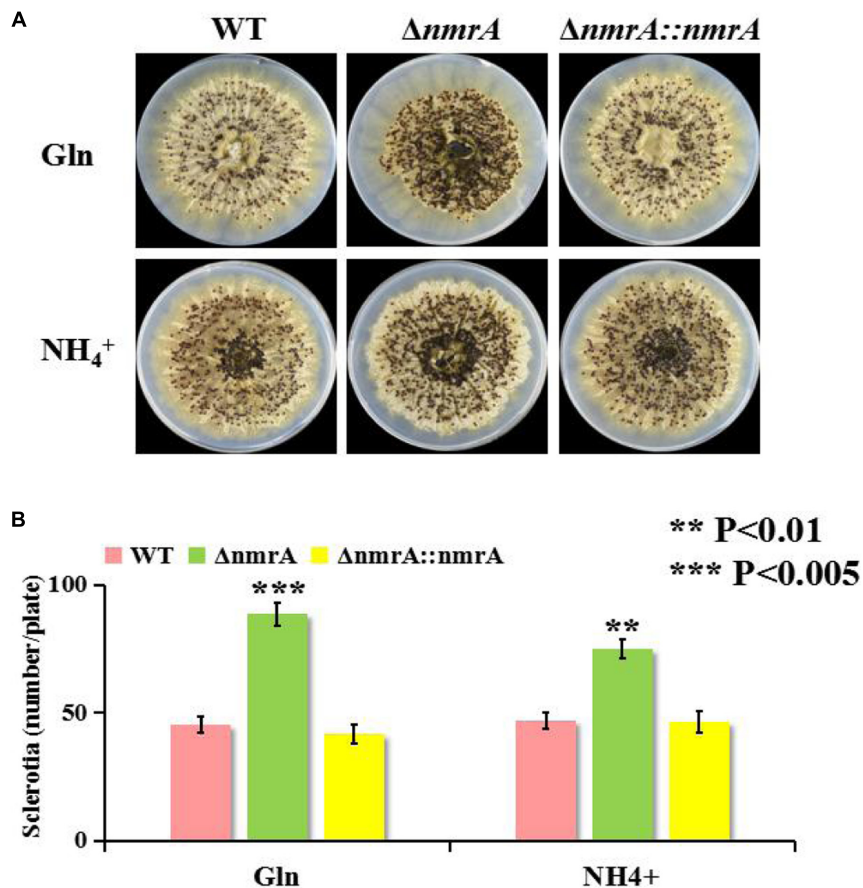 A
WT ΔnmrA ΔnmrA::nmrA
Gln
NH₄⁺
B
** P<0.01
WT ΔnmrA ΔnmrA::nmrA
*** P<0.005
Sclerotia (number/plate)
100
50
0
***
**
Gln NH4+